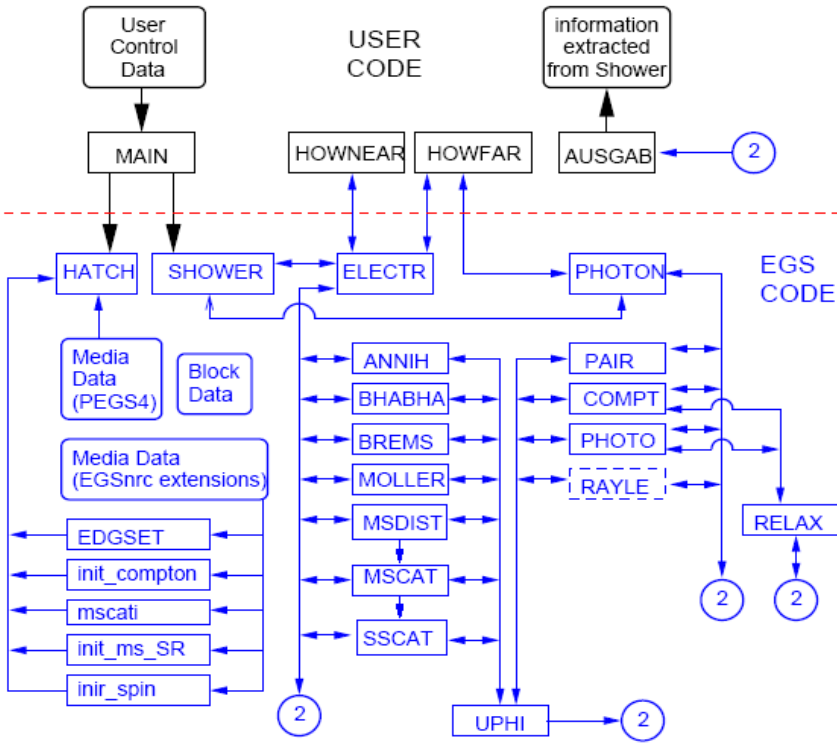 User
Control
Data
USER
CODE
information
extracted
from Shower
MAIN
HOWNEAR
HOWFAR
AUSGAB
2
HATCH
SHOWER
ELECTR
PHOTON
EGS
CODE
Media
Data
(PEGS4)
Block
Data
ANNIH
PAIR
BHABHA
COMPT
BREMS
PHOTO
Media Data
(EGSnrc extensions)
MOLLER
RAYLE
MSDIST
RELAX
EDGSET
init_compton
MSCAT
mscati
SSCAT
init_ms_SR
inir_spin
2
2
2
UPHI
2